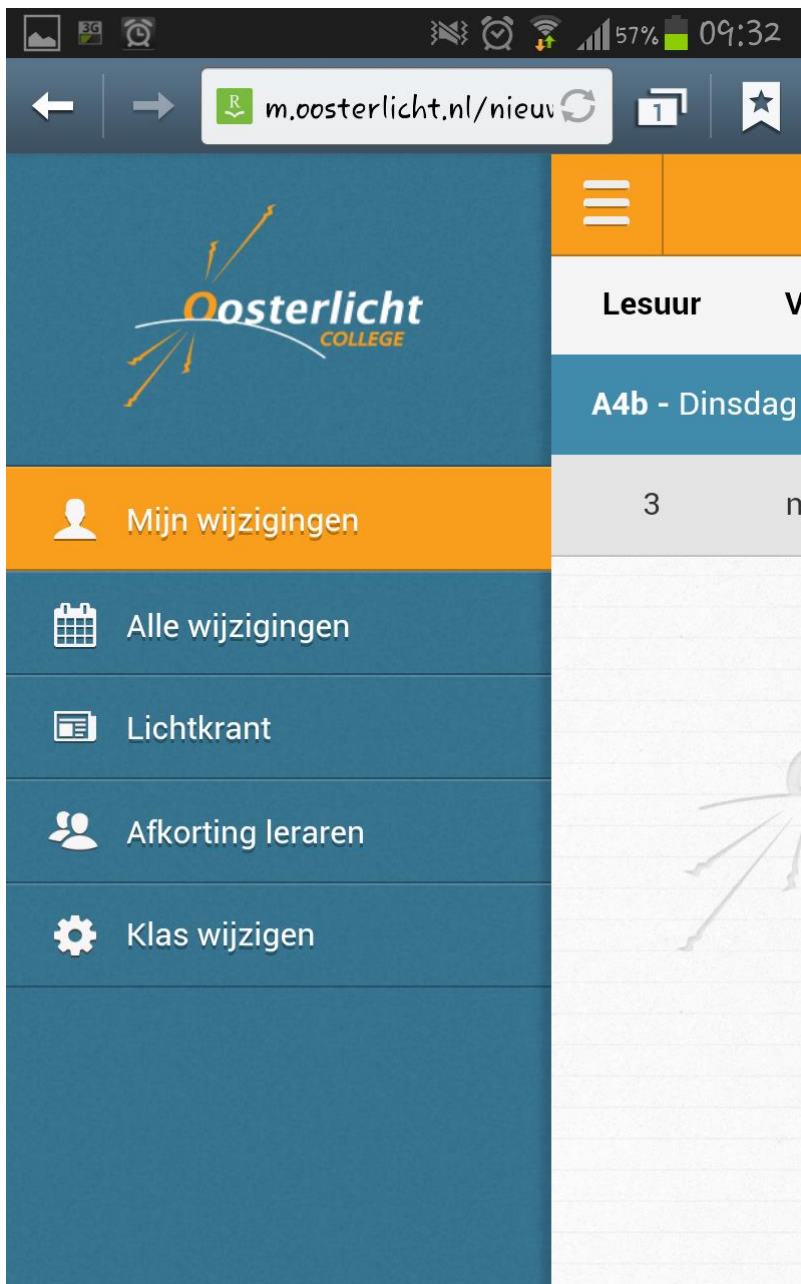 3G 57% 09:32
R m.oosterlicht.nl/nieuw 1
Oosterlicht
COLLEGE
Mijn wijzigingen
Alle wijzigingen
Lichtkrant
Afkorting leraren
Klas wijzigen
Lesuur V
A4b - Dinsdag
3 n